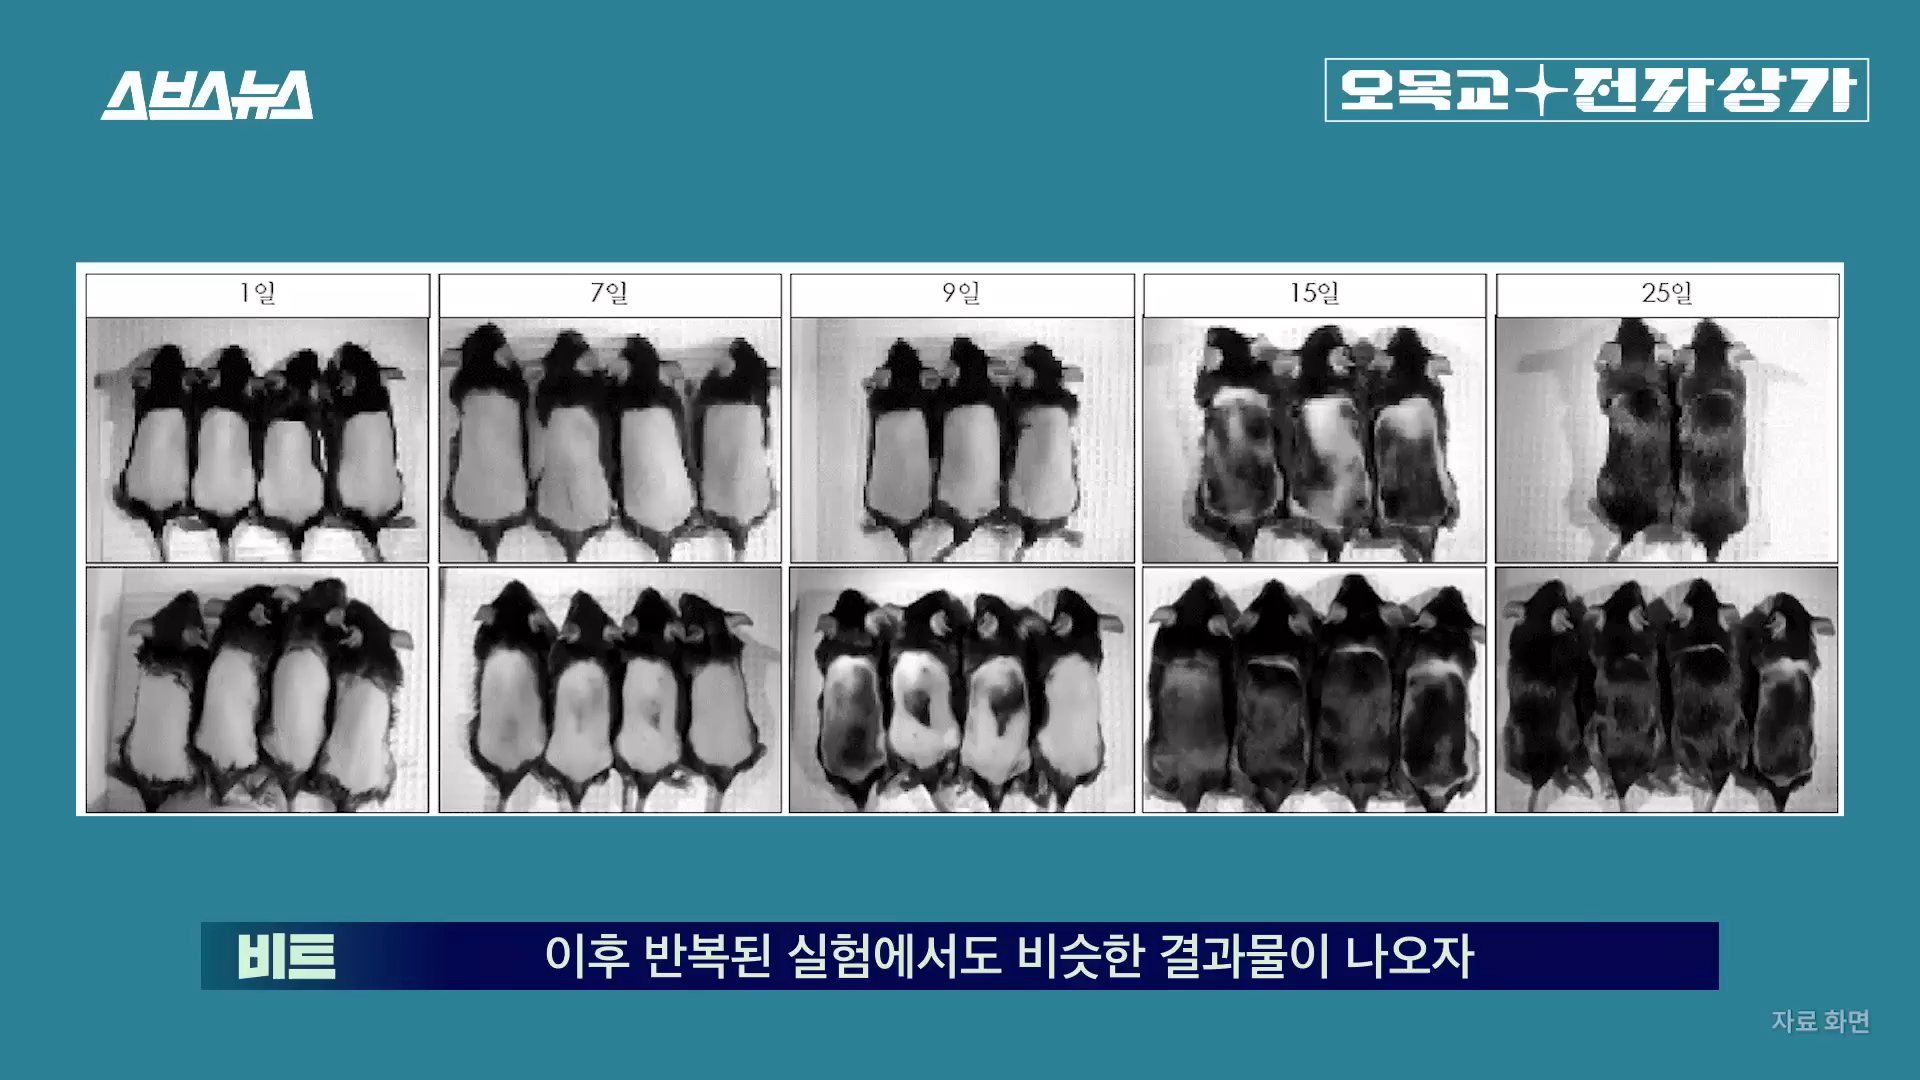 스브스뉴스
오목교 전자상가
1일
7일
9일
15일
25일
비트
이후 반복된 실험에서도 비슷한 결과물이 나오자
자료 화면